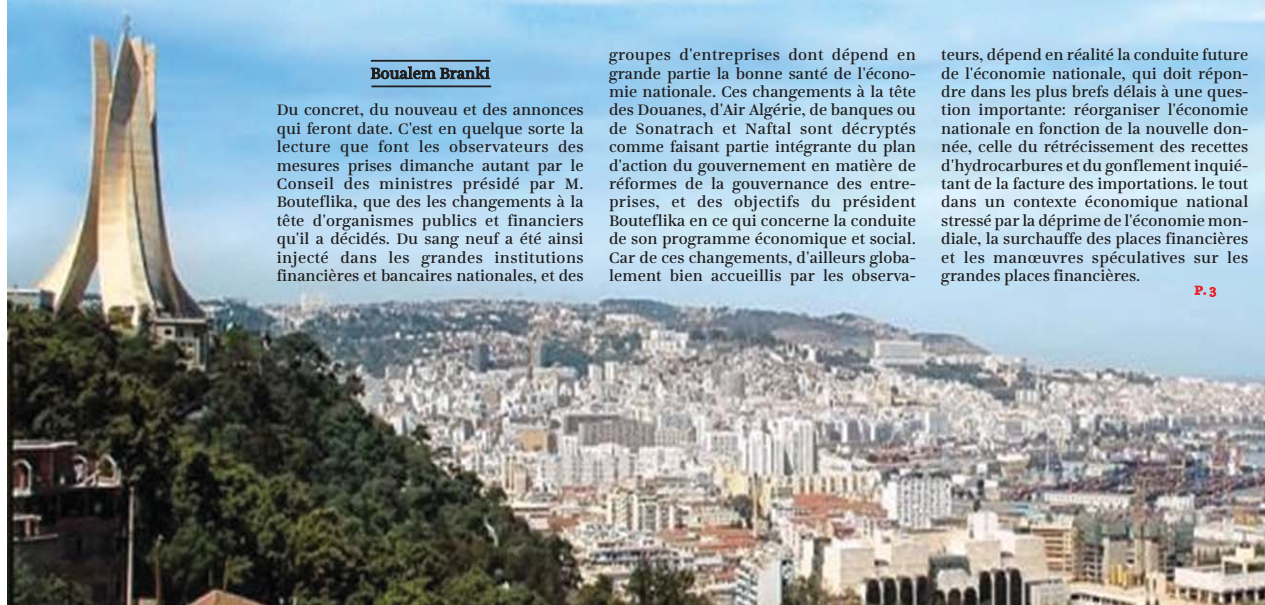 Boualem Branki
Du concret, du nouveau et des annonces
qui feront date. C'est en quelque sorte la
lecture que font les observateurs des
mesures prises dimanche autant par le
Conseil des ministres présidé par M.
Bouteflika, que des les changements à la
tête d'organismes publics et financiers
qu'il a décidés. Du sang neuf a été ainsi
injecté dans les grandes institutions
financières et bancaires nationales, et des
groupes d'entreprises dont dépend en
grande partie la bonne santé de l'écono-
mie nationale. Ces changements à la tête
des Douanes, d'Air Algérie, de banques ou
de Sonatrach et Naftal sont décryptés
comme faisant partie intégrante du plan
d'action du gouvernement en matière de
réformes de la gouvernance des entre-
prises, et des objectifs du président
Bouteflika en ce qui concerne la conduite
de son programme économique et social.
Car de ces changements, d'ailleurs globa-
lement bien accueillis par les observa-
teurs, dépend en réalité la conduite future
de l'économie nationale, qui doit répon-
dre dans les plus brefs délais à une ques-
tion importante: réorganiser l'économie
nationale en fonction de la nouvelle don-
née, celle du rétrécissement des recettes
d'hydrocarbures et du gonflement inquié-
tant de la facture des importations. le tout
dans un contexte économique national
stressé par la déprime de l'économie mon-
diale, la surchauffe des places financières
et les manœuvres spéculatives sur les
grandes places financières.
P. 3